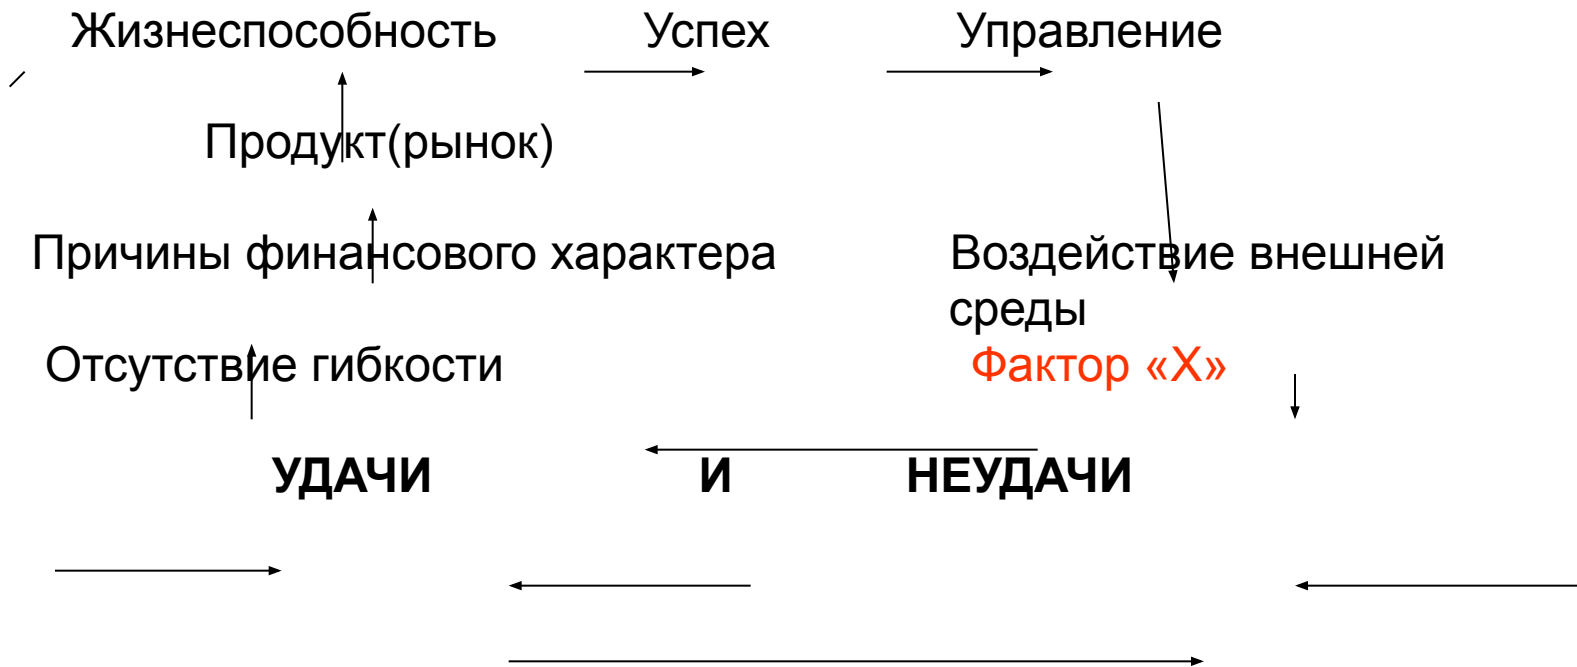 Жизнеспособность Успех Управление
Продукт(рынок)
Причины финансового характера Воздействие внешней
среды
Отсутствие гибкости Фактор «Х»
УДАЧИ И НЕУДАЧИ